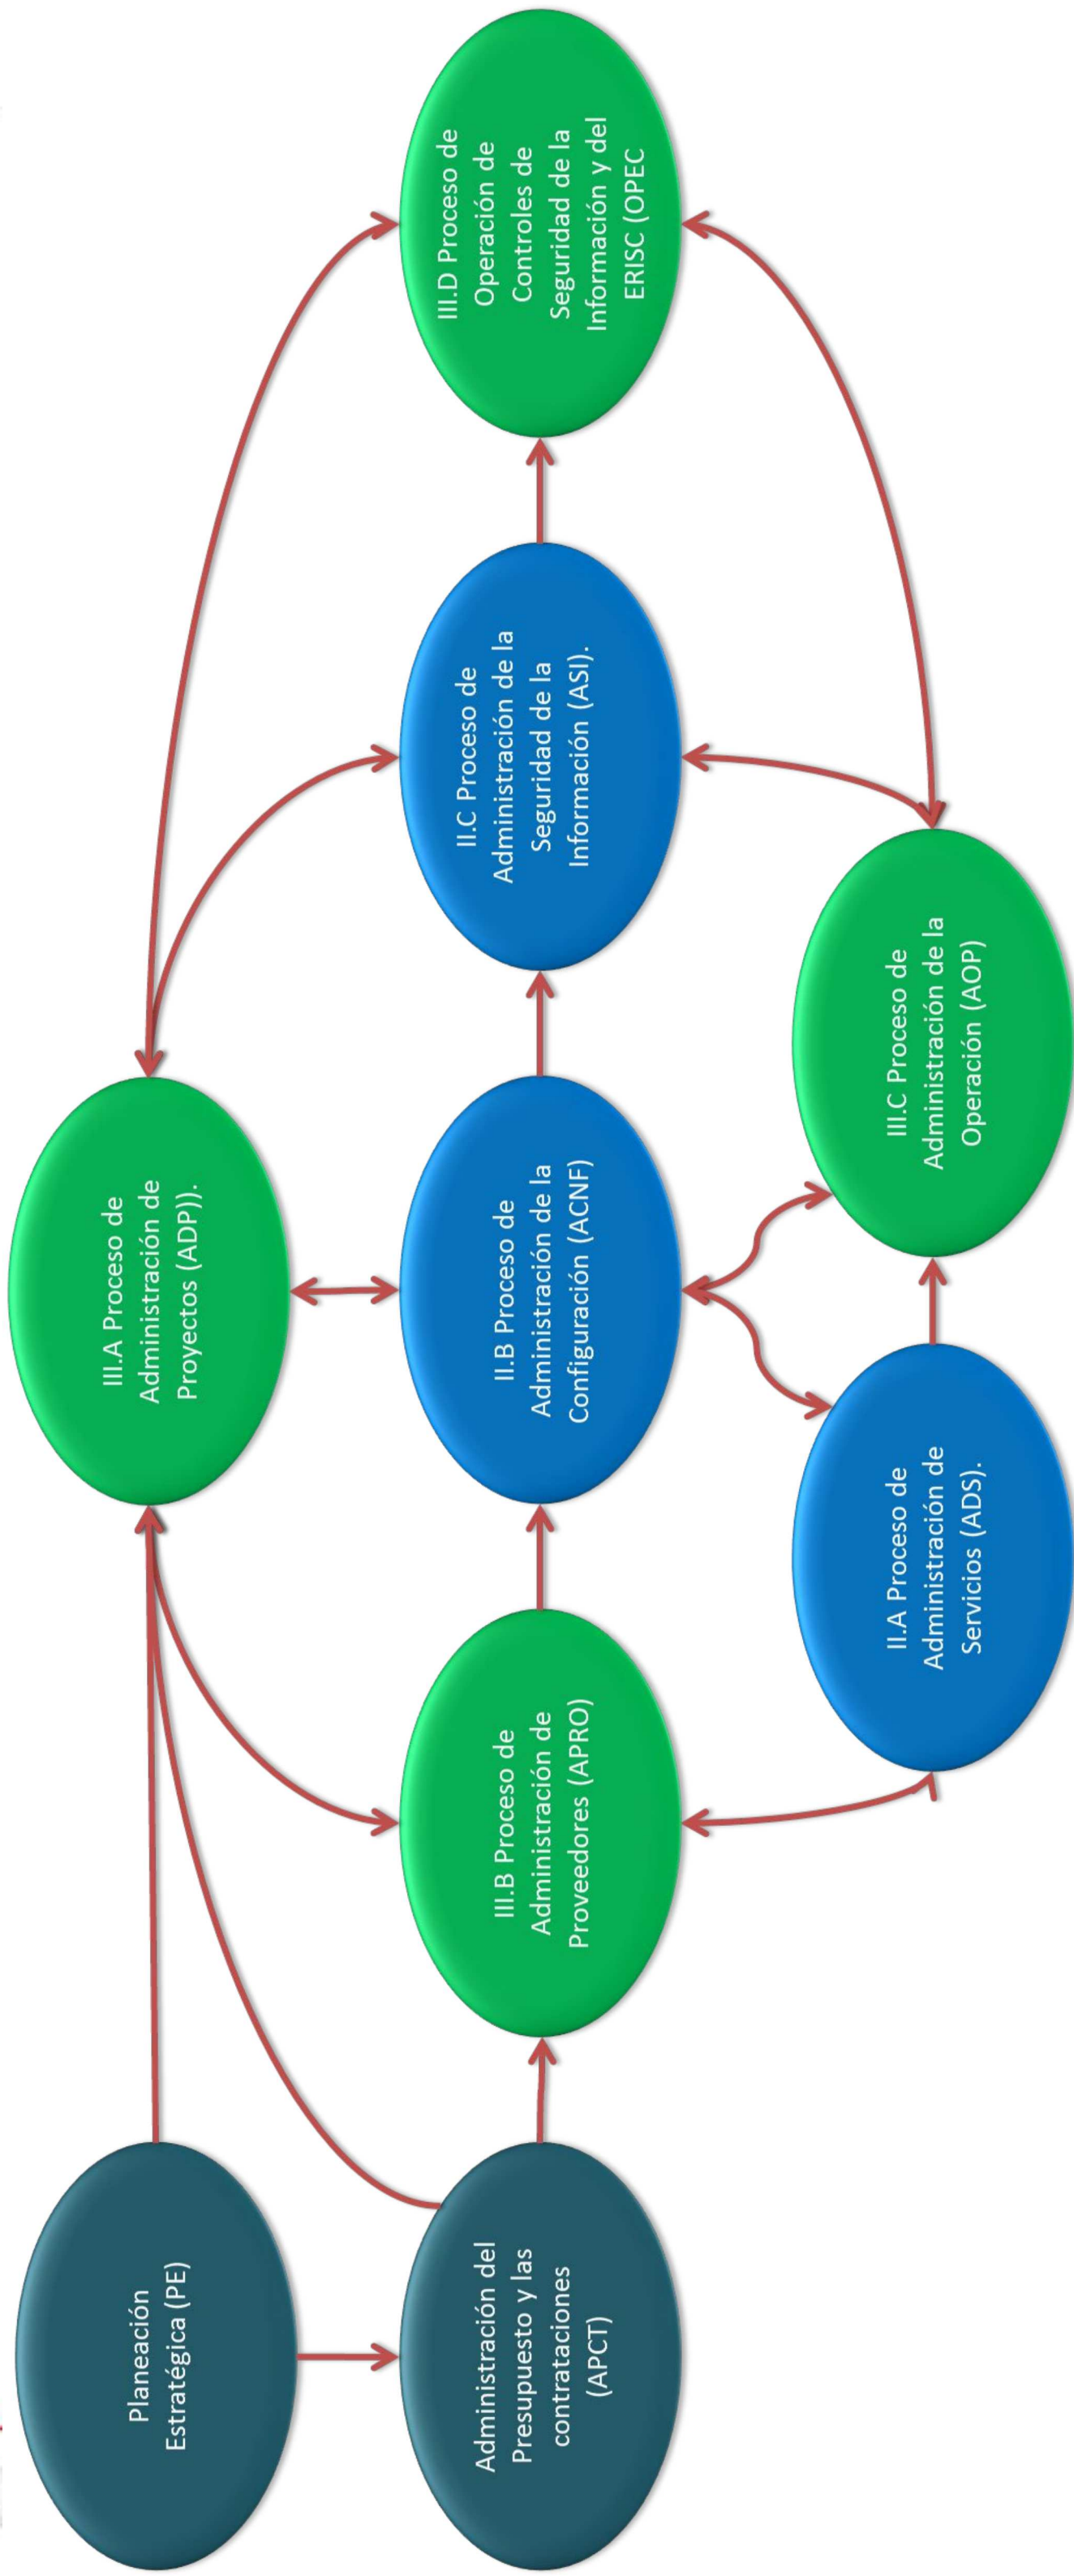 Planeación
Estratégica (PE)
III.A Proceso de
Administración de
Proyectos (ADP)).
Administración del
Presupuesto y las
contrataciones
(APCT)
III.B Proceso de
Administración de
Proveedores (APRO)
II.B Proceso de
Administración de la
Configuración (ACNF)
II.C Proceso de
Administración de la
Seguridad de la
Información (ASI).
III.D Proceso de
Operación de
Controles de
Seguridad de la
Información y del
ERISC (OPEC
II.A Proceso de
Administración de
Servicios (ADS).
III.C Proceso de
Administración de la
Operación (AOP)